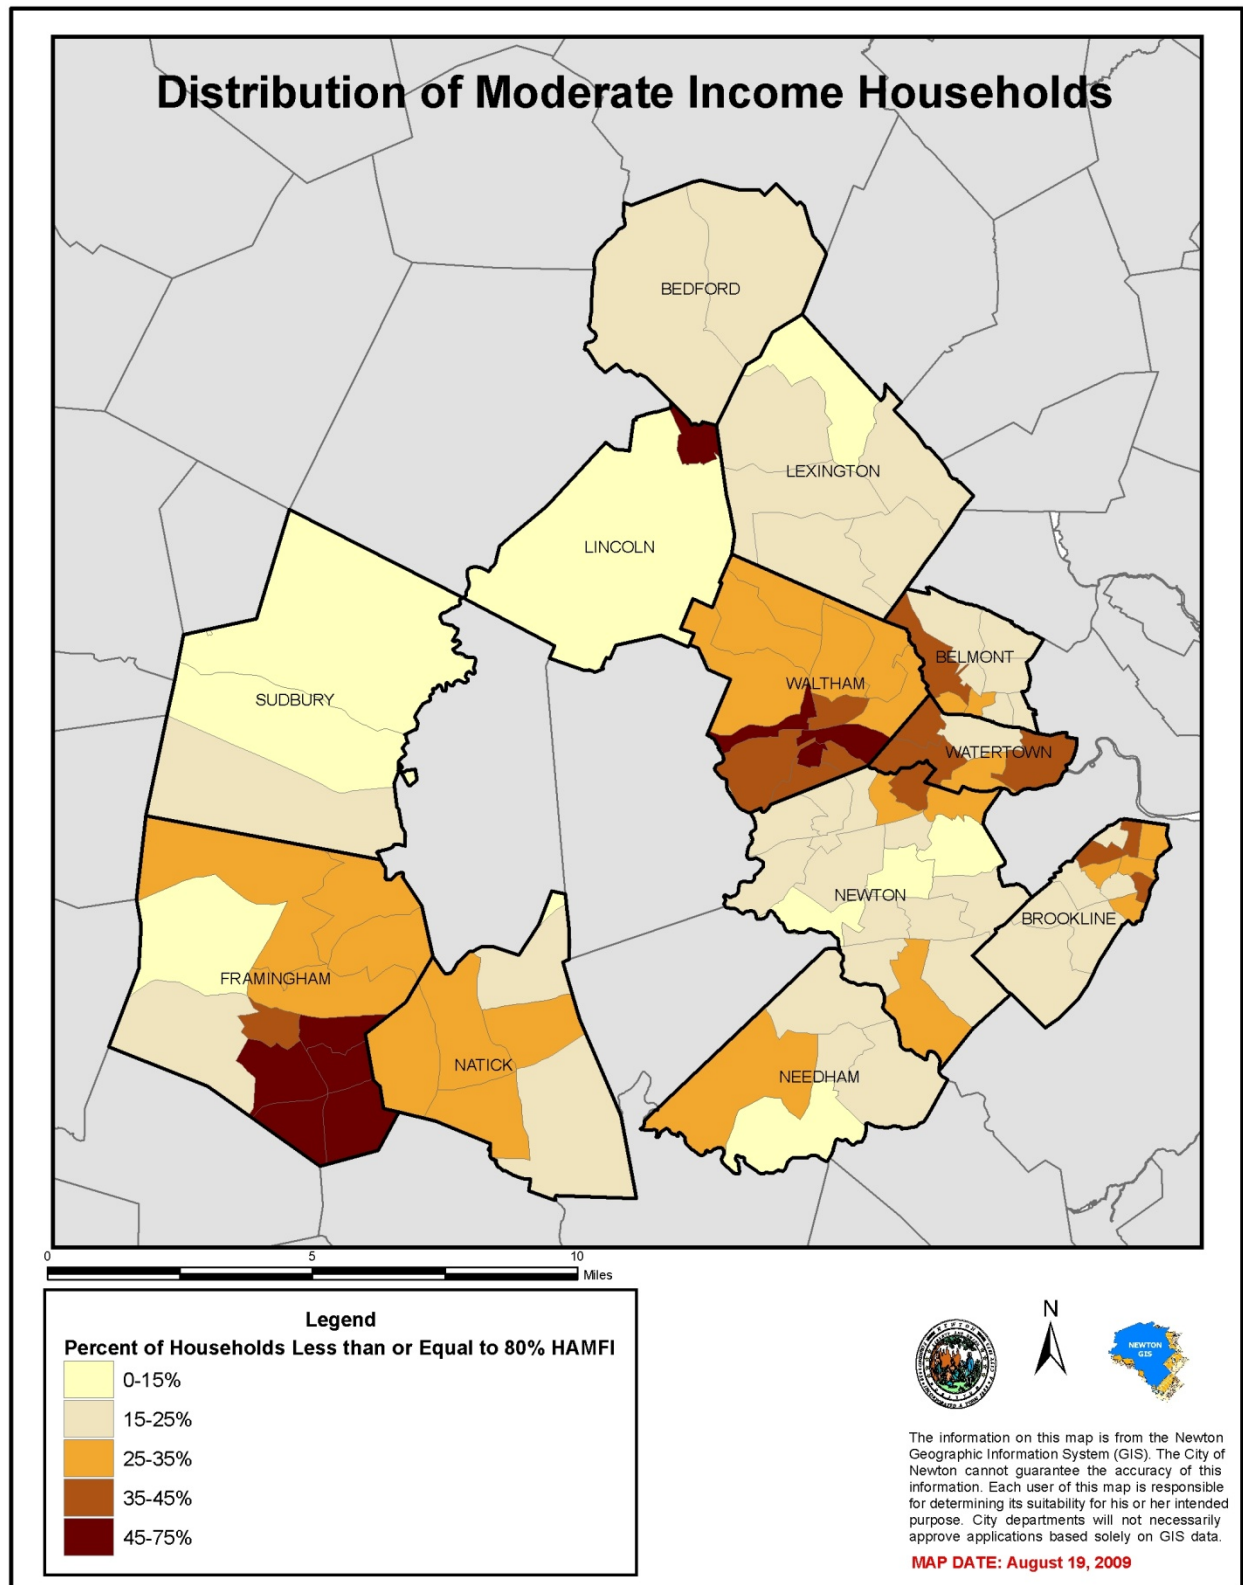 Distribution of Moderate Income Households
BEDFORD
LEXINGTON
LINCOLN
BELMONT
WALTHAM
SUDBURY
WATERTOWN
NEWTON
BROOKLINE
FRAMINGHAM
NATICK
NEEDHAM
0 5 10
Miles
Legend
Percent of Households Less than or Equal to 80% HAMFI
0-15%
15-25%
25-35%
35-45%
45-75%
N
NEWTON
GIS
The information on this map is from the Newton
Geographic Information System (GIS). The City of
Newton cannot guarantee the accuracy of this
information. Each user of this map is responsible
for determining its suitability for his or her intended
purpose. City departments will not necessarily
approve applications based solely on GIS data.
MAP DATE: August 19, 2009